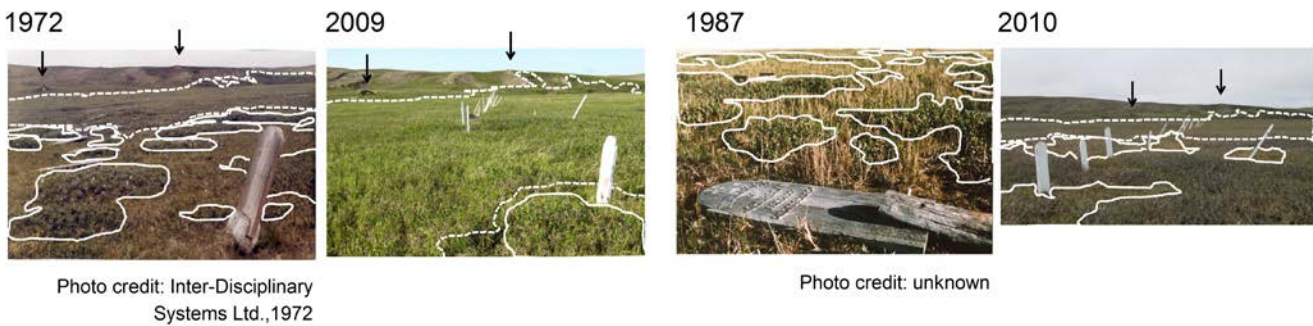 1972
2009
1987
2010
Photo credit: Inter-Disciplinary
Systems Ltd.,1972
Photo credit: unknown